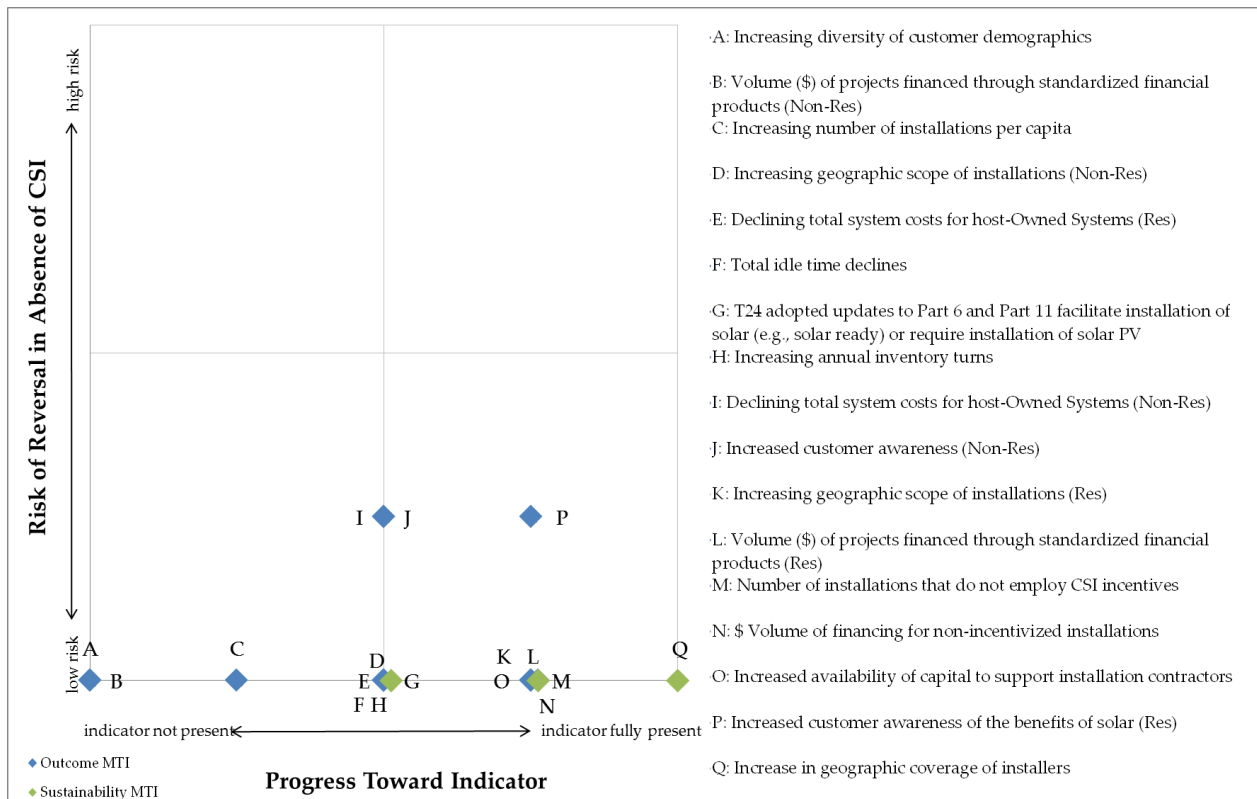 high risk
Risk of Reversal in Absence of CSI
low risk
I
J
P
A
B
C
D
E
G
F
H
K
L
O
M
N
Q
indicator not present
indicator fully present
Progress Toward Indicator
Outcome MTI
Sustainability MTI
A: Increasing diversity of customer demographics
B: Volume ($) of projects financed through standardized financial
products (Non-Res)
C: Increasing number of installations per capita
D: Increasing geographic scope of installations (Non-Res)
E: Declining total system costs for host-Owned Systems (Res)
F: Total idle time declines
G: T24 adopted updates to Part 6 and Part 11 facilitate installation of
solar (e.g., solar ready) or require installation of solar PV
H: Increasing annual inventory turns
I: Declining total system costs for host-Owned Systems (Non-Res)
J: Increased customer awareness (Non-Res)
K: Increasing geographic scope of installations (Res)
L: Volume ($) of projects financed through standardized financial
products (Res)
M: Number of installations that do not employ CSI incentives
N: $ Volume of financing for non-incentivized installations
O: Increased availability of capital to support installation contractors
P: Increased customer awareness of the benefits of solar (Res)
Q: Increase in geographic coverage of installers